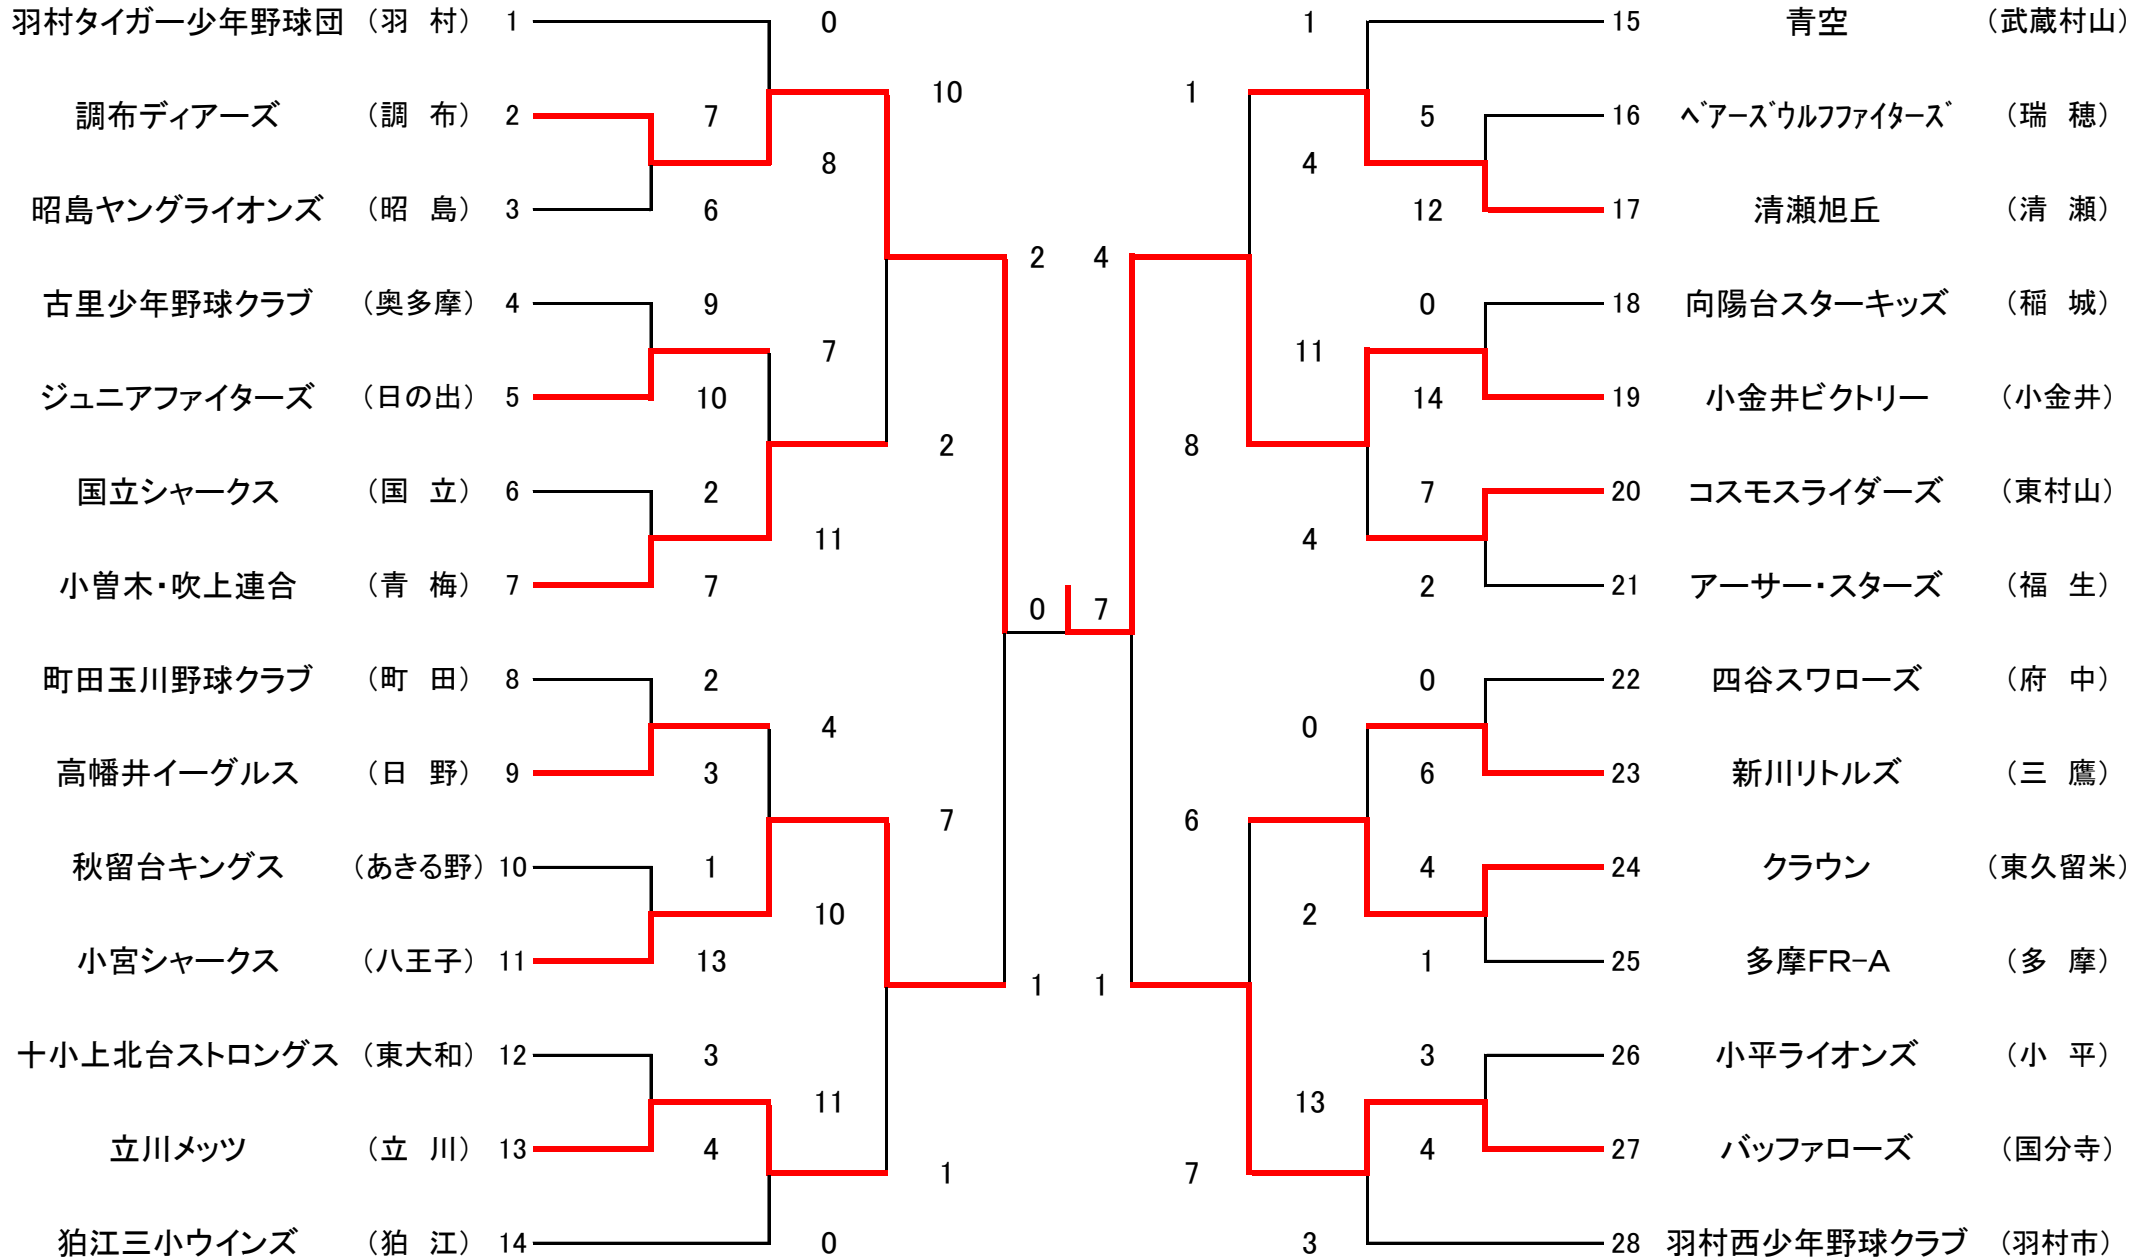 羽村タイガー少年野球団 （羽　村） 1 0 1 15 青空 （武蔵村山）
10 1
調布ディアーズ （調　布） 2 7 5 16 ﾍﾞｱｰｽﾞｳﾙﾌﾌｧｲﾀｰｽﾞ （瑞　穂）
8 4
昭島ヤングライオンズ （昭　島） 3 6 12 17 清瀬旭丘 （清　瀬）
2 4
古里少年野球クラブ （奥多摩） 4 9 0 18 向陽台スターキッズ （稲　城）
7 11
ジュニアファイターズ （日の出） 5 10 14 19 小金井ビクトリー （小金井）
2 8
国立シャークス （国　立） 6 2 7 20 コスモスライダーズ （東村山）
11 4
小曽木・吹上連合 （青　梅） 7 7 2 21 アーサー・スターズ （福　生）
0 7
町田玉川野球クラブ （町　田） 8 2 0 22 四谷スワローズ （府　中）
4 0
高幡井イーグルス （日　野） 9 3 6 23 新川リトルズ （三　鷹）
7 6
秋留台キングス （あきる野） 10 1 4 24 クラウン （東久留米）
10 2
小宮シャークス （八王子） 11 13 1 25 多摩FR-A （多　摩）
1 1
十小上北台ストロングス （東大和） 12 3 3 26 小平ライオンズ （小　平）
11 13
立川メッツ （立　川） 13 4 4 27 バッファローズ （国分寺）
1 7
狛江三小ウインズ （狛　江） 14 0 3 28 羽村西少年野球クラブ （羽村市）